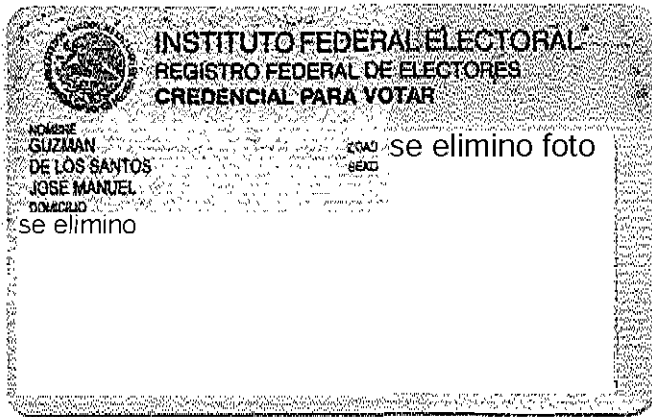 INSTITUTO FEDERAL ELECTORAL
REGISTRO FEDERAL DE ELECTORES
CREDENCIAL PARA VOTAR
NOMBRE
GUZMAN
DE LOS SANTOS
JOSE MANUEL
EDAD
SEXO
se elimino foto
DOMICILIO
se elimino